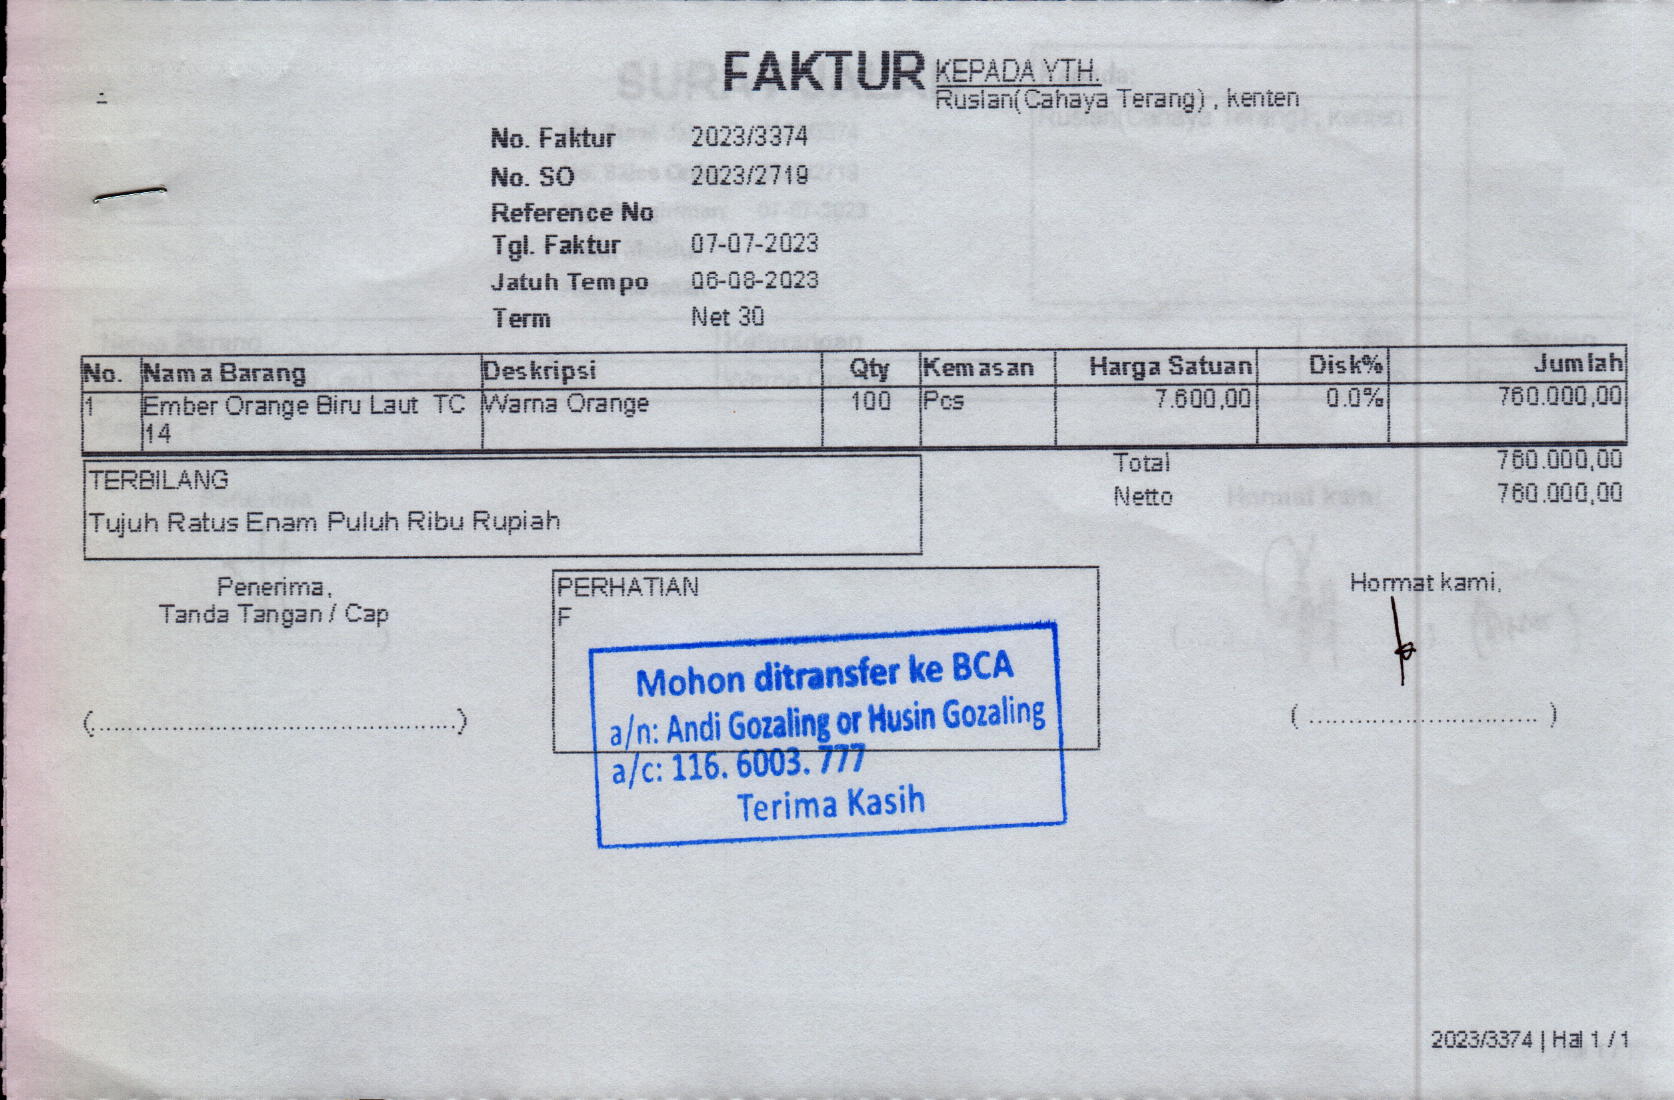 FAKTUR
KEPADA YTH.
Ruslan(Cahaya Terang) , kenten
No. Faktur 2023/3374
No. SO 2023/2719
Reference No
Tgl. Faktur 07-07-2023
Jatuh Tempo 06-08-2023
Term Net 30
No. Nama Barang Deskripsi Qty Kemasan Harga Satuan Disk% Jumlah
1 Ember Orange Biru Laut TC Warna Orange 100 Pcs 7.600,00 0.0% 760.000,00
14
Total 760.000,00
TERBILANG
Netto 760.000,00
Tujuh Ratus Enam Puluh Ribu Rupiah
Penerima,
Tanda Tangan / Cap
PERHATIAN
F
Hormat kami,
Mohon ditransfer ke BCA
a/n: Andi Gozaling or Husin Gozaling
a/c: 116. 6003. 777
Terima Kasih
(................................................)
( ............................. )
2023/3374 | Hal 1 / 1